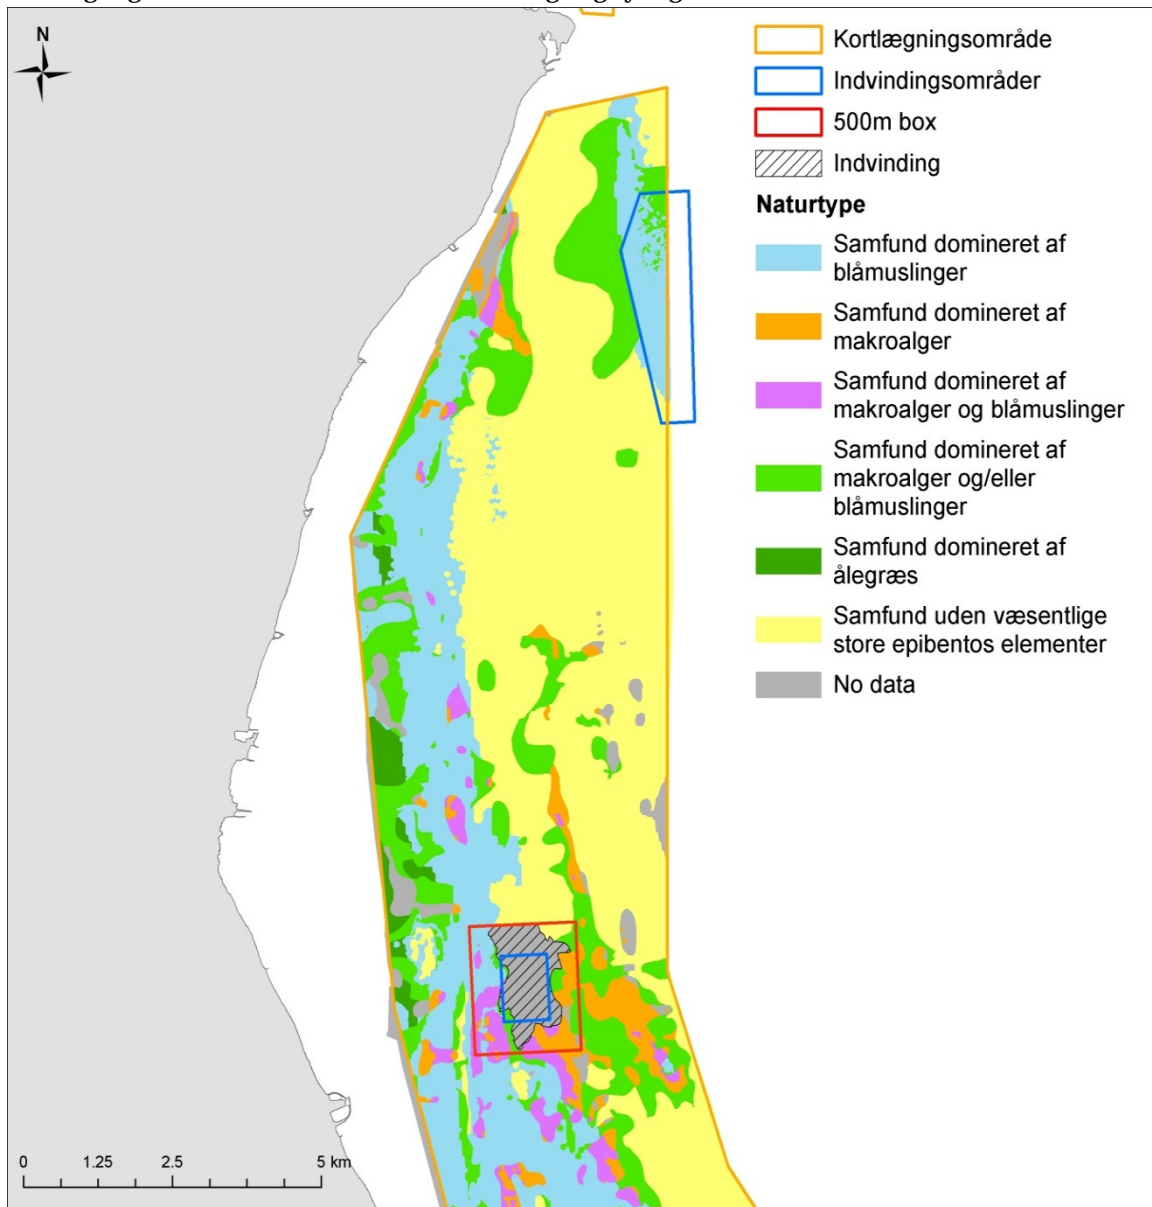 N
Kortlægningsområde
Indvindingsområder
500m box
Indvinding
Naturtype
Samfund domineret af
blåmuslinger
Samfund domineret af
makroalger
Samfund domineret af
makroalger og blåmuslinger
Samfund domineret af
makroalger og/eller
blåmuslinger
Samfund domineret af
ålegræs
Samfund uden væsentlige
store epibentos elementer
No data
0 1.25 2.5 5 km